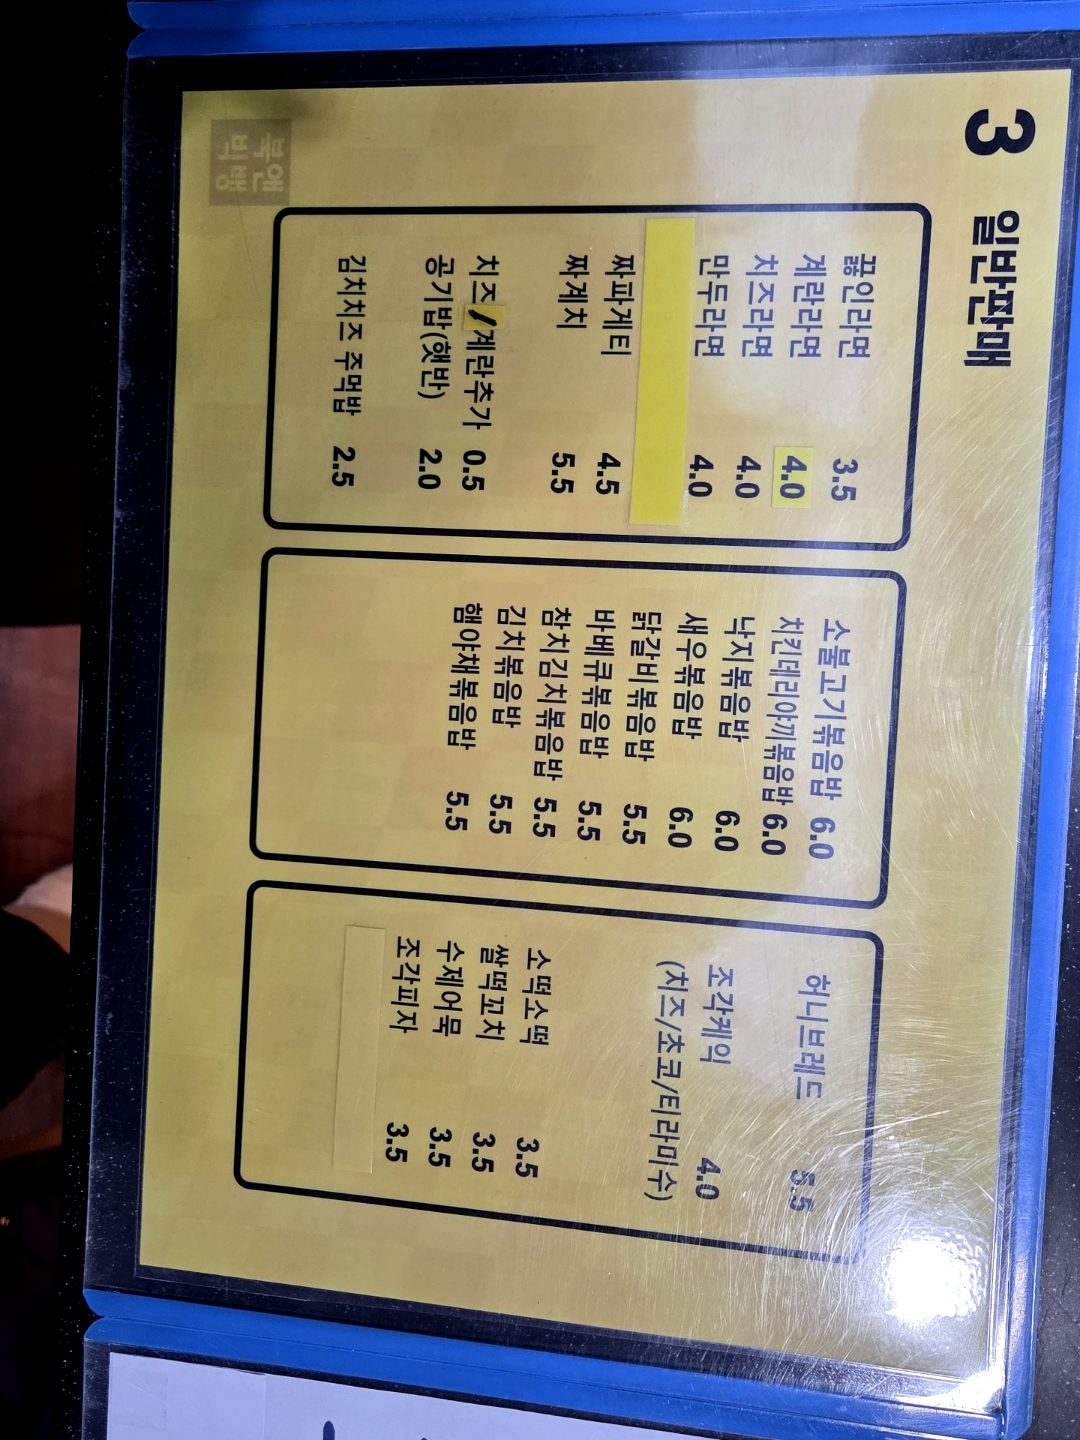 3 일반판매
끓인라면 3.5
계란라면 4.0
치즈라면 4.0
만두라면 4.0
짜파게티 4.5
짜계치 5.5
치즈/계란추가 0.5
공기밥(햇반) 2.0
김치치즈 주먹밥 2.5
소불고기볶음밥 6.0
치킨데리야끼볶음밥 6.0
낙지볶음밥 6.0
새우볶음밥 6.0
닭갈비볶음밥 5.5
바베큐볶음밥 5.5
참치김치볶음밥 5.5
김치볶음밥 5.5
햄야채볶음밥 5.5
허니브레드 5.5
조각케익 4.0
(치즈/초코/티라미수)
소떡소떡 3.5
쌀떡꼬치 3.5
수제어묵 3.5
조각피자 3.5
북앤
빅뱅